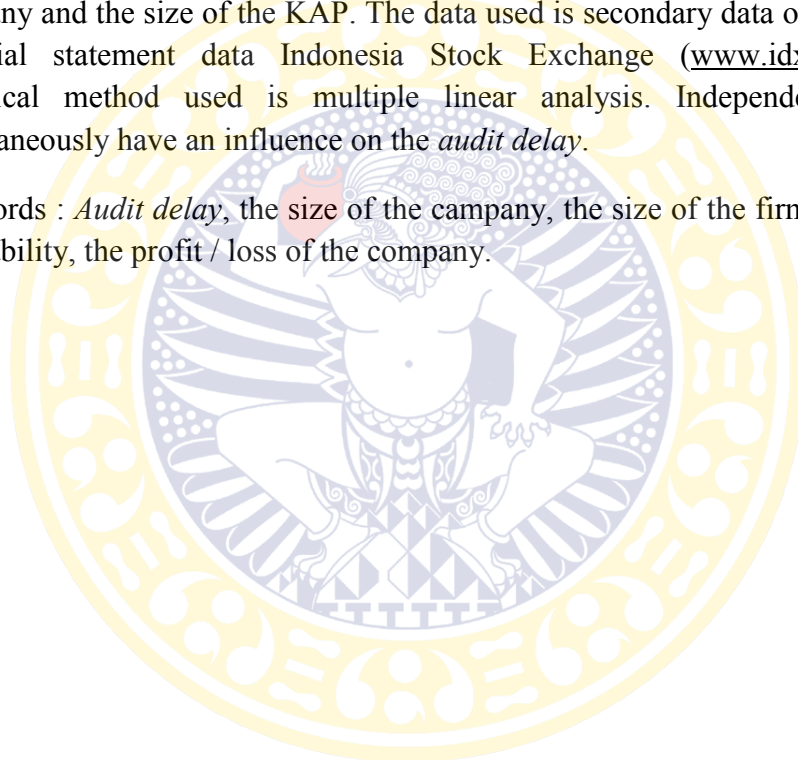 ny and the size of the KAP. The data used is secondary data o
ial statement data Indonesia Stock Exchange (www.idx
ical method used is multiple linear analysis. Independe
aneously have an influence on the audit delay.
ords : Audit delay, the size of the campany, the size of the firm
bility, the profit / loss of the company.